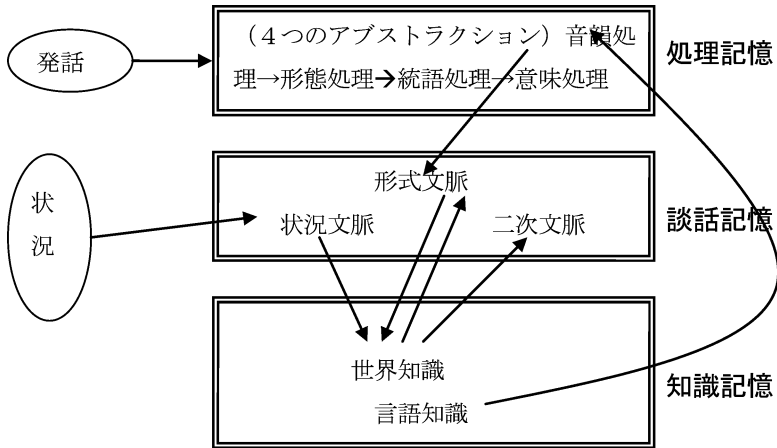 発話
（４つのアブストラクション）音韻処
理→形態処理→統語処理→意味処理
処理記憶
状
況
形式文脈
状況文脈
二次文脈
談話記憶
世界知識
言語知識
知識記憶